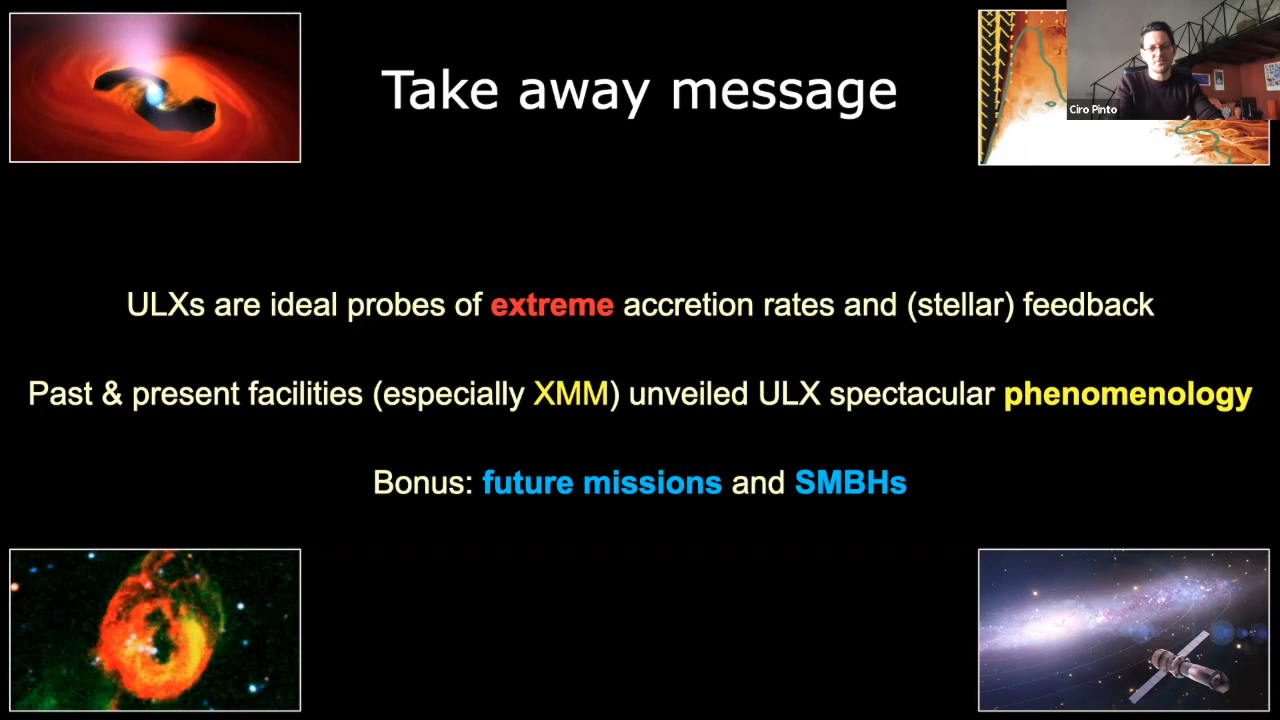 Take away message
Ciro Pinto
ULXs are ideal probes of extreme accretion rates and (stellar) feedback
Past & present facilities (especially XMM) unveiled ULX spectacular phenomenology
Bonus: future missions and SMBHs